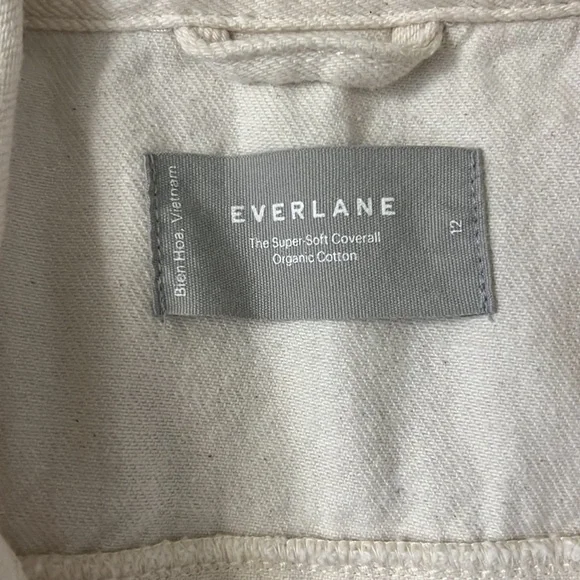 Bien Hoa, Vietnam
EVERLANE
The Super-Soft Coverall
Organic Cotton
12